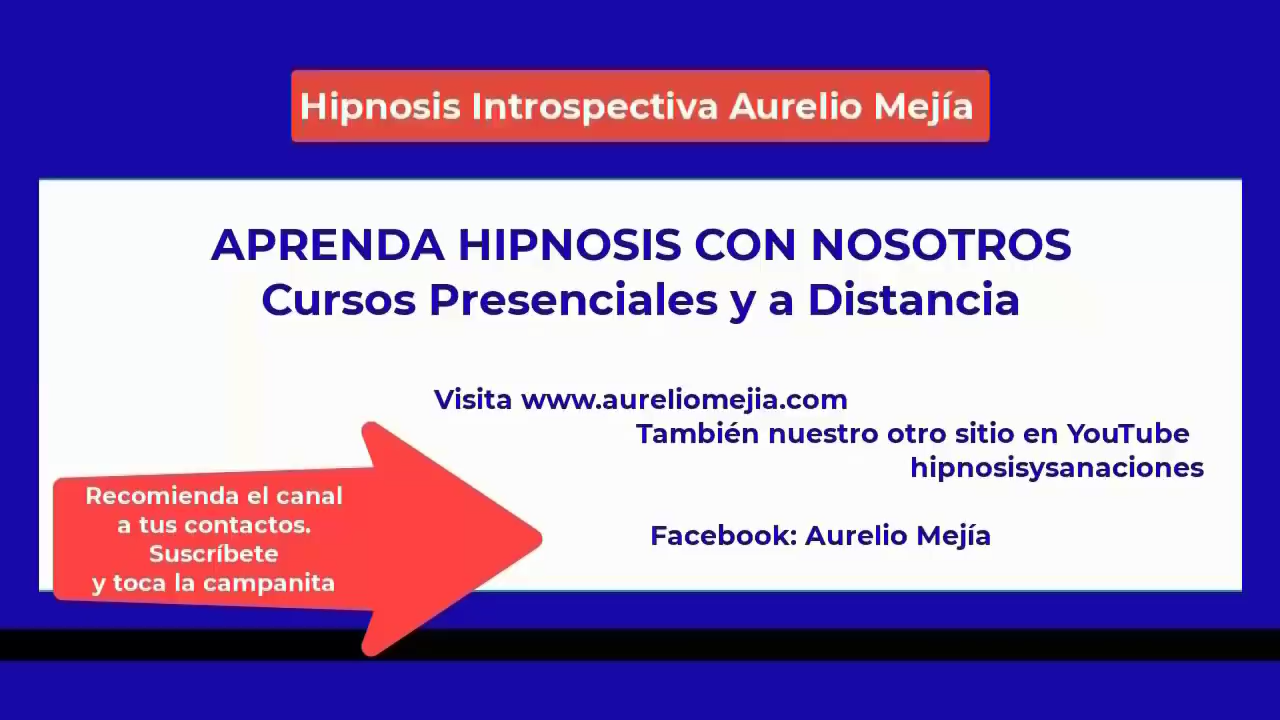 Hipnosis Introspectiva Aurelio Mejía
APRENDA HIPNOSIS CON NOSOTROS
Cursos Presenciales y a Distancia
Visita www.aureliomejia.com
También nuestro otro sitio en YouTube
hipnosisysanaciones
Facebook: Aurelio Mejía
Recomienda el canal
a tus contactos.
Suscríbete
y toca la campanita